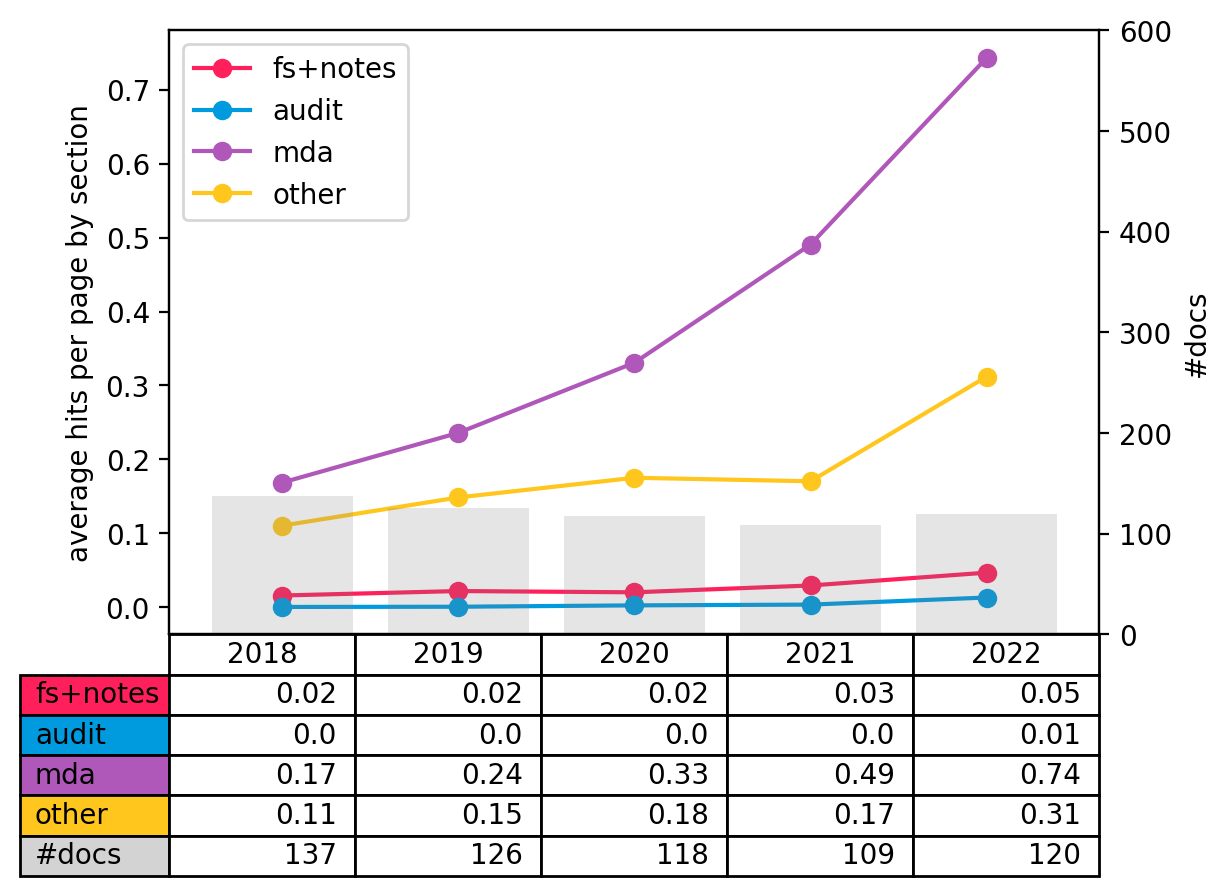 fs+notes
audit
mda
other
average hits per page by section
0.7
0.6
0.5
0.4
0.3
0.2
0.1
0.0
600
500
400
300
200
100
0
#docs
2018 2019 2020 2021 2022
fs+notes 0.02 0.02 0.02 0.03 0.05
audit 0.0 0.0 0.0 0.0 0.01
mda 0.17 0.24 0.33 0.49 0.74
other 0.11 0.15 0.18 0.17 0.31
#docs 137 126 118 109 120